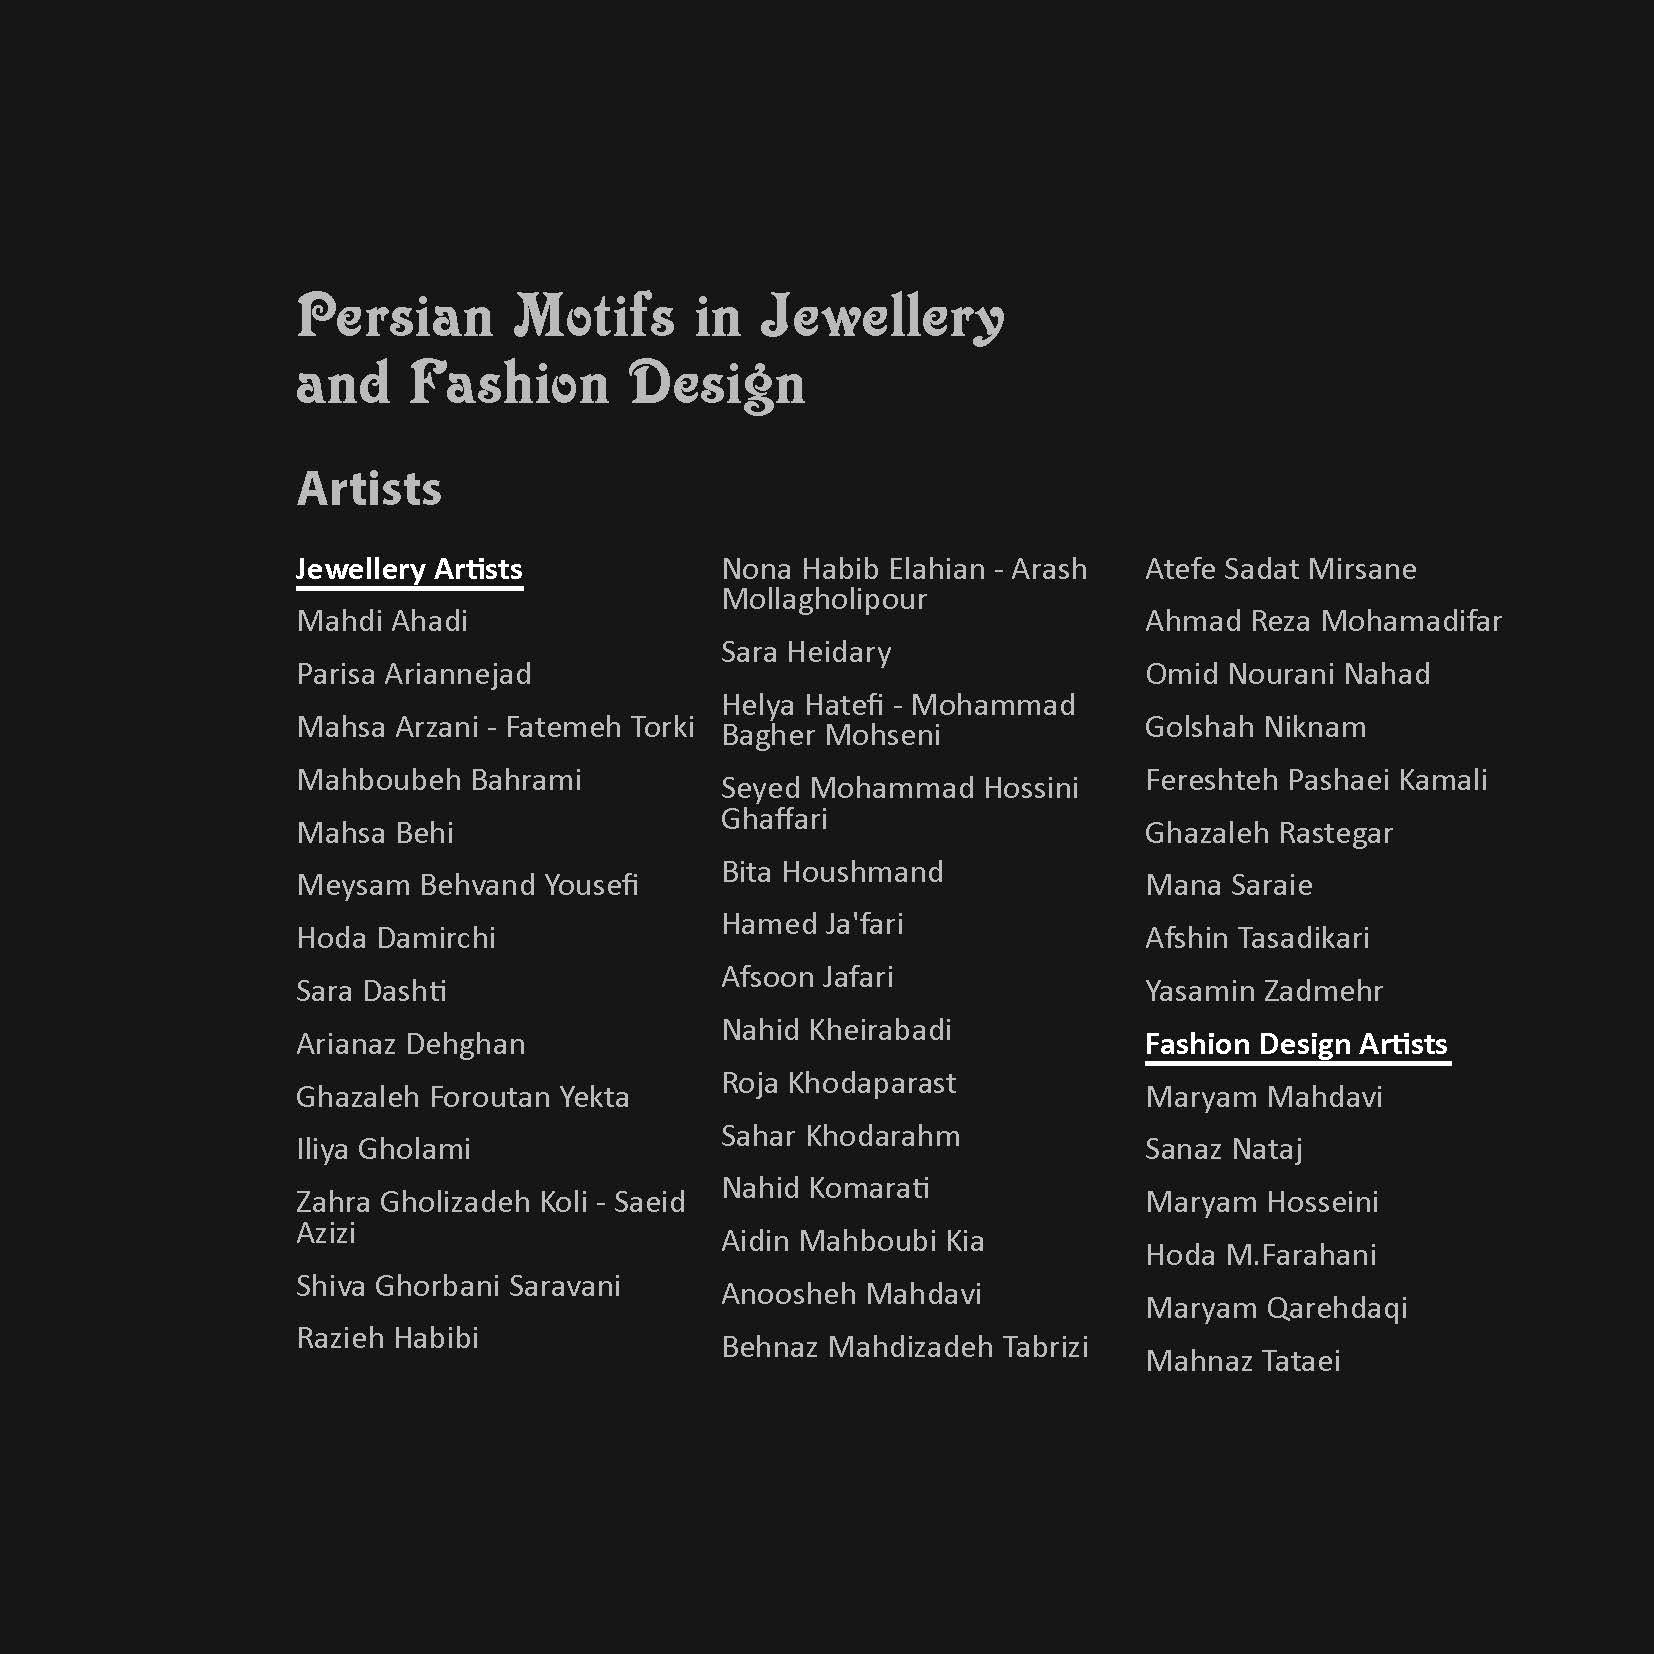 Persian Motifs in Jewellery
and Fashion Design
Artists
Jewellery Artists
Mahdi Ahadi
Parisa Ariannejad
Mahsa Arzani - Fatemeh Torki
Mahboubeh Bahrami
Mahsa Behi
Meysam Behvand Yousefi
Hoda Damirchi
Sara Dashti
Arianaz Dehghan
Ghazaleh Foroutan Yekta
Iliya Gholami
Zahra Gholizadeh Koli - Saeid
Azizi
Shiva Ghorbani Saravani
Razieh Habibi
Nona Habib Elahian - Arash
Mollagholipour
Sara Heidary
Helya Hatefi - Mohammad
Bagher Mohseni
Seyed Mohammad Hossini
Ghaffari
Bita Houshmand
Hamed Ja'fari
Afsoon Jafari
Nahid Kheirabadi
Roja Khodaparast
Sahar Khodarahm
Nahid Komarati
Aidin Mahboubi Kia
Anoosheh Mahdavi
Behnaz Mahdizadeh Tabrizi
Atefe Sadat Mirsane
Ahmad Reza Mohamadifar
Omid Nourani Nahad
Golshah Niknam
Fereshteh Pashaei Kamali
Ghazaleh Rastegar
Mana Saraie
Afshin Tasadikari
Yasamin Zadmehr
Fashion Design Artists
Maryam Mahdavi
Sanaz Nataj
Maryam Hosseini
Hoda M.Farahani
Maryam Qarehdaqi
Mahnaz Tataei